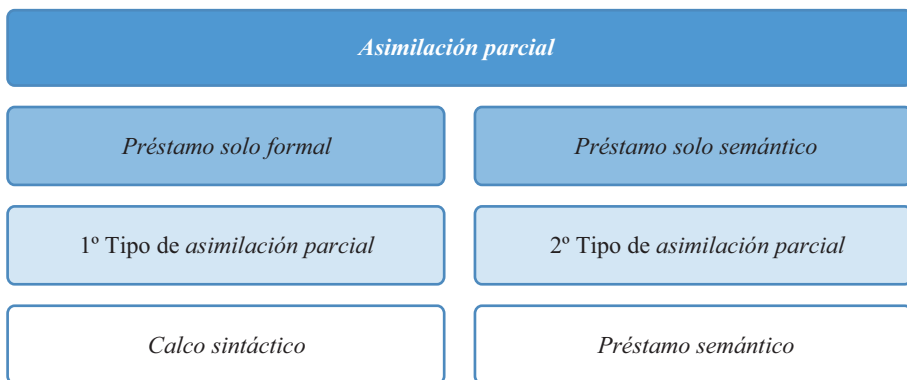 Asimilación parcial
Préstamo solo formal
Préstamo solo semántico
1º Tipo de asimilación parcial
2º Tipo de asimilación parcial
Calco sintáctico
Préstamo semántico